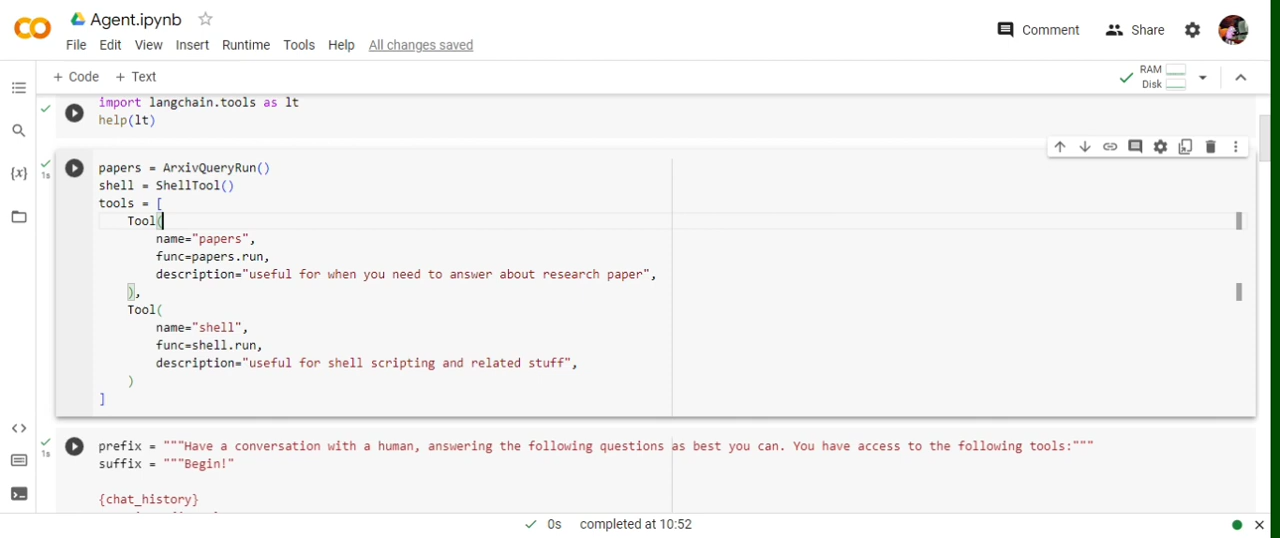 Agent.ipynb
Comment
Share
File Edit View Insert Runtime Tools Help All changes saved
+ Code + Text
RAM
Disk
import langchain.tools as lt
help(lt)
1s
papers = ArxivQueryRun()
shell = ShellTool()
tools = [
    Tool(
        name="papers",
        func=papers.run,
        description="useful for when you need to answer about research paper",
    ),
    Tool(
        name="shell",
        func=shell.run,
        description="useful for shell scripting and related stuff",
    )
]
1s
prefix = """Have a conversation with a human, answering the following questions as best you can. You have access to the following tools:"""
suffix = """Begin!"
{chat_history}
0s completed at 10:52